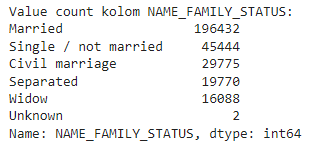 Value count kolom NAME_FAMILY_STATUS:
Married 196432
Single / not married 45444
Civil marriage 29775
Separated 19770
Widow 16088
Unknown 2
Name: NAME_FAMILY_STATUS, dtype: int64